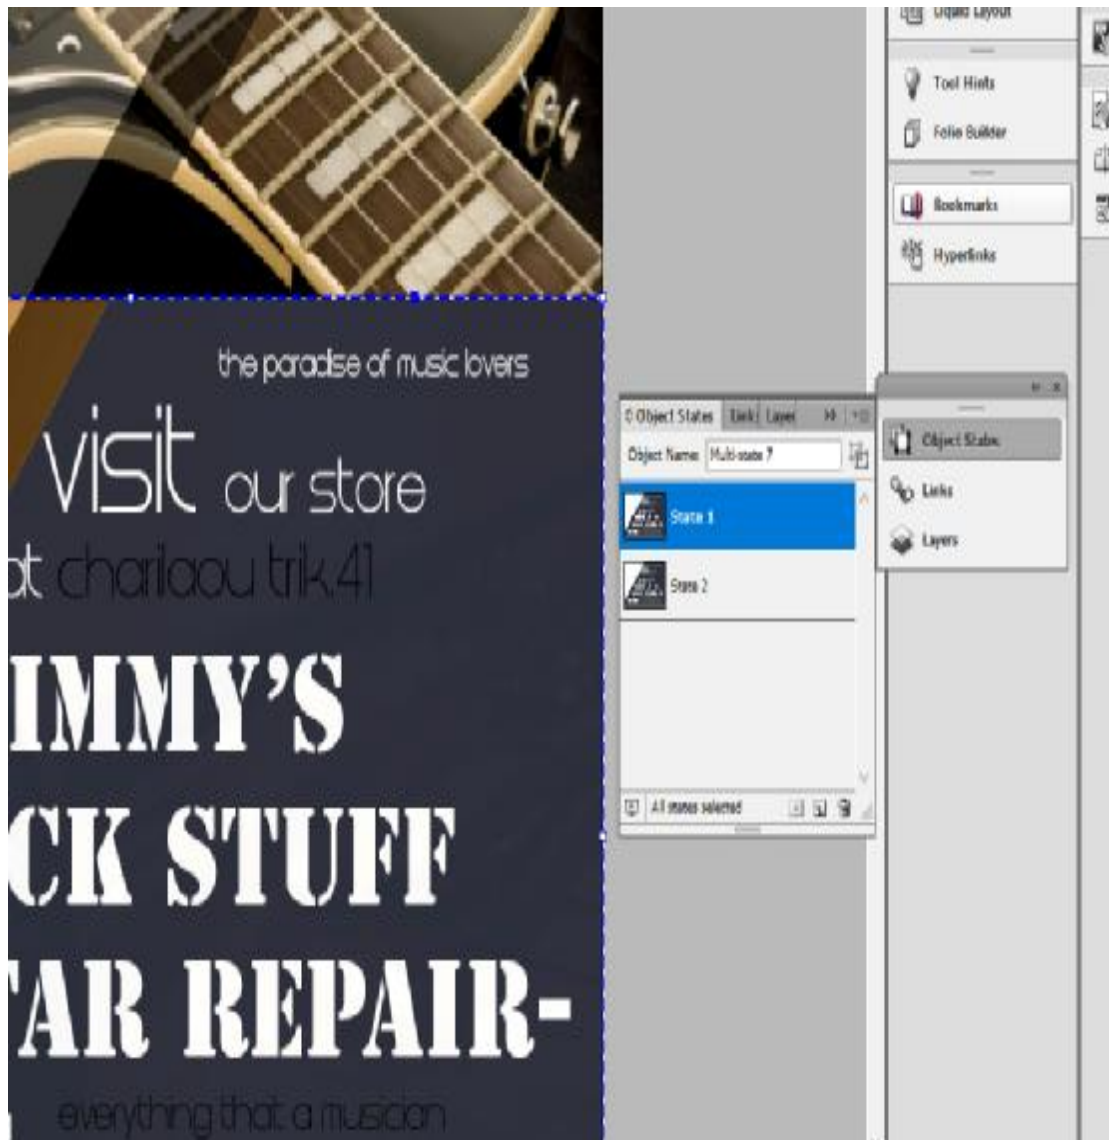 Liquid Layout
Tool Hints
Folio Builder
Bookmarks
Hyperlinks
the paradise of music lovers
visit our store
at charilaou trik.41
IMMY'S
CK STUFF
TAR REPAIR-
everything that a musician
Object States Links Layer
Object Name: Multi-state 7
State 1
State 2
All states selected
Object States
Links
Layers